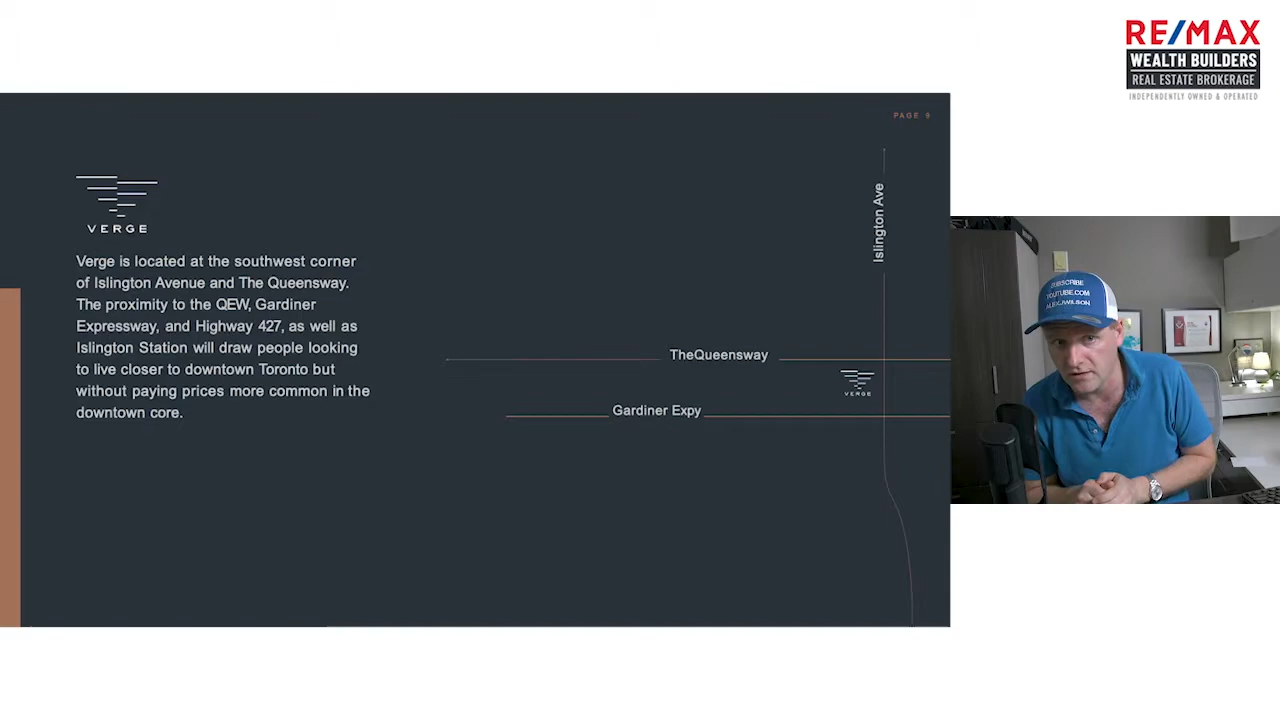 RE/MAX
WEALTH BUILDERS
REAL ESTATE BROKERAGE
INDEPENDENTLY OWNED & OPERATED
PAGE 9
VERGE
Verge is located at the southwest corner
of Islington Avenue and The Queensway.
The proximity to the QEW, Gardiner
Expressway, and Highway 427, as well as
Islington Station will draw people looking
to live closer to downtown Toronto but
without paying prices more common in the
downtown core.
Islington Ave
TheQueensway
VERGE
Gardiner Expy
SUBSCRIBE
YOUTUBE.COM